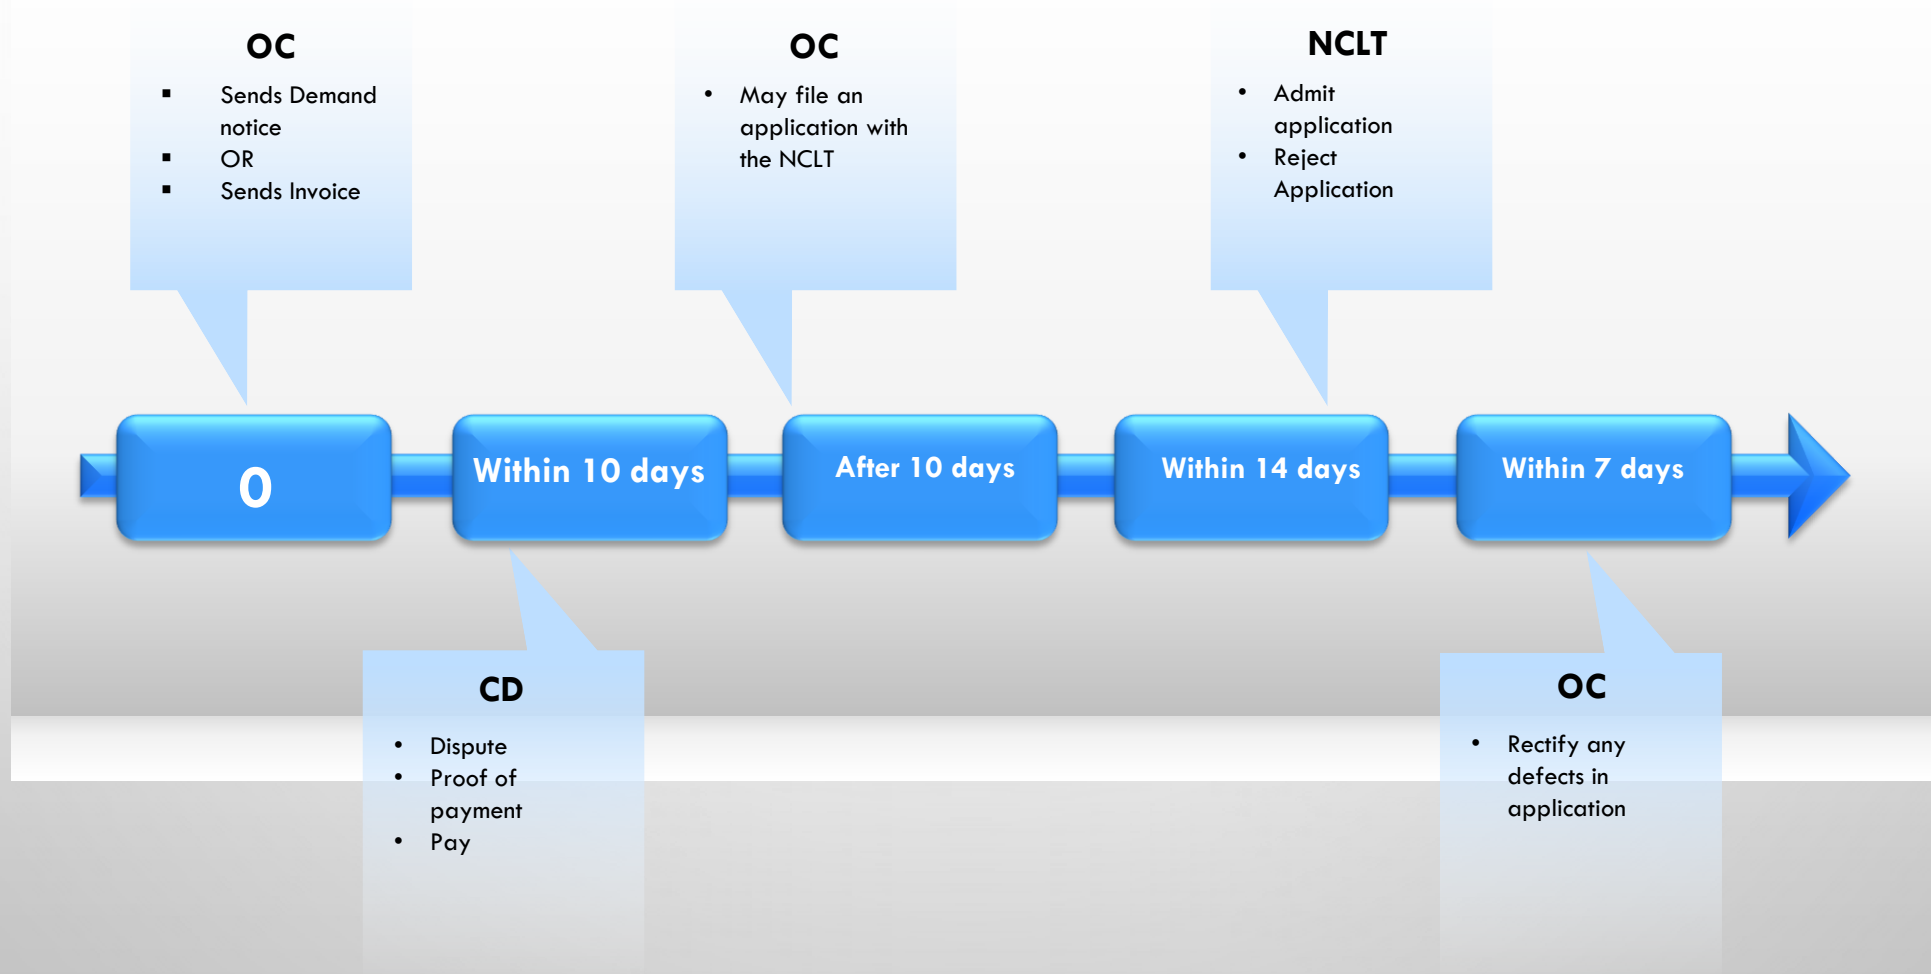 OC
▪ Sends Demand
notice
▪ OR
▪ Sends Invoice
OC
• May file an
application with
the NCLT
NCLT
• Admit
application
• Reject
Application
0
Within 10 days
After 10 days
Within 14 days
Within 7 days
CD
• Dispute
• Proof of
payment
• Pay
OC
• Rectify any
defects in
application